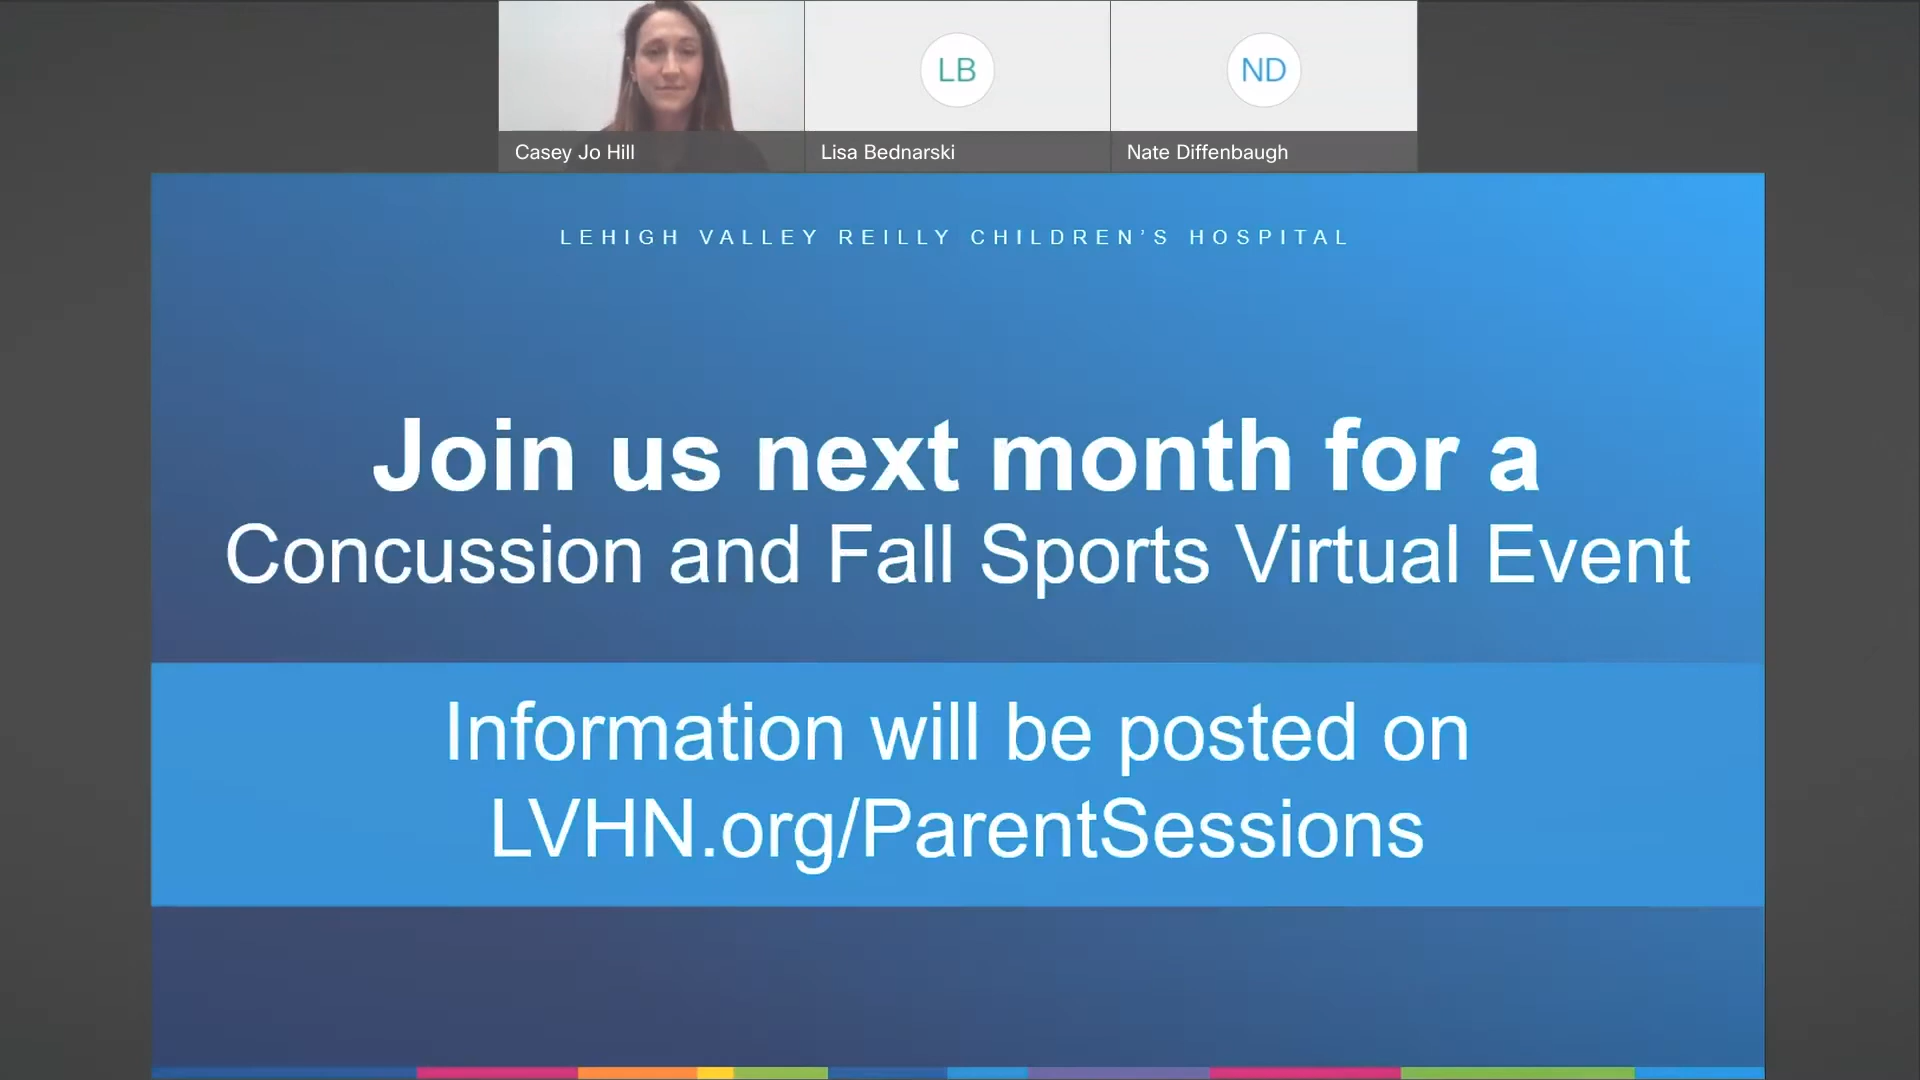 LB
ND
Casey Jo Hill
Lisa Bednarski
Nate Diffenbaugh
LEHIGH VALLEY REILLY CHILDREN'S HOSPITAL
Join us next month for a
Concussion and Fall Sports Virtual Event
Information will be posted on
LVHN.org/ParentSessions